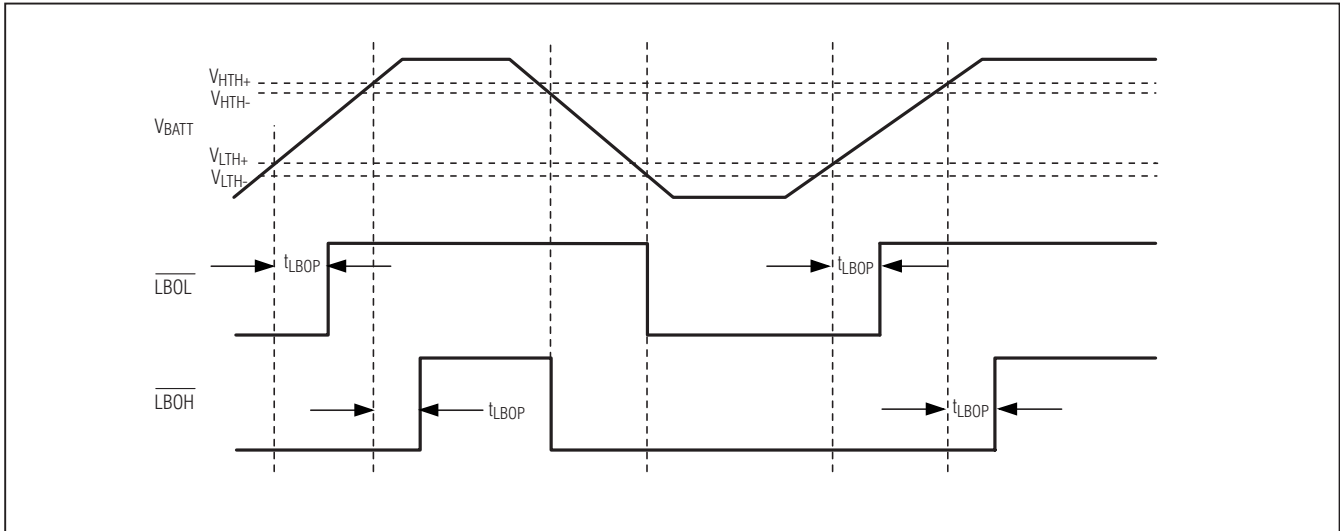 VHTH+
VHTH-
VBATT
VLTH+
VLTH-
tLBOP
tLBOP
LBOL
LBOH
tLBOP
tLBOP